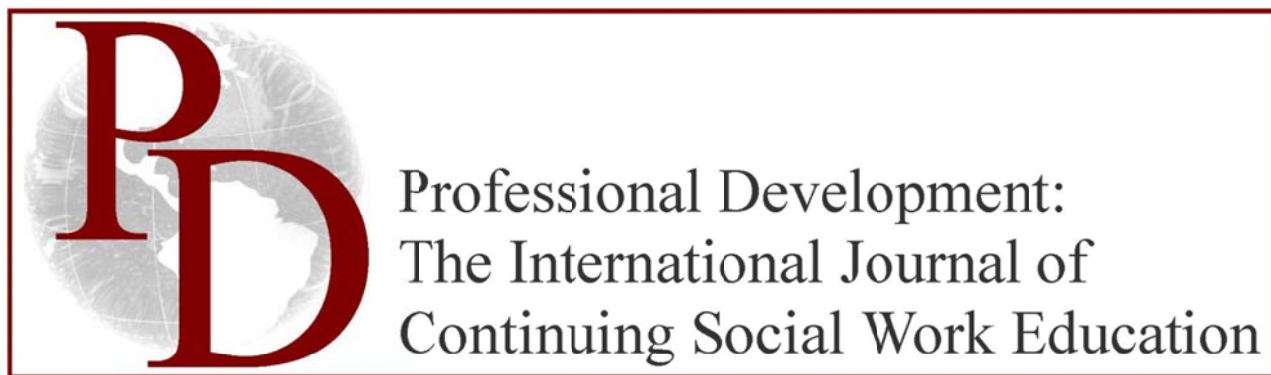 PD
Professional Development:
The International Journal of
Continuing Social Work Education